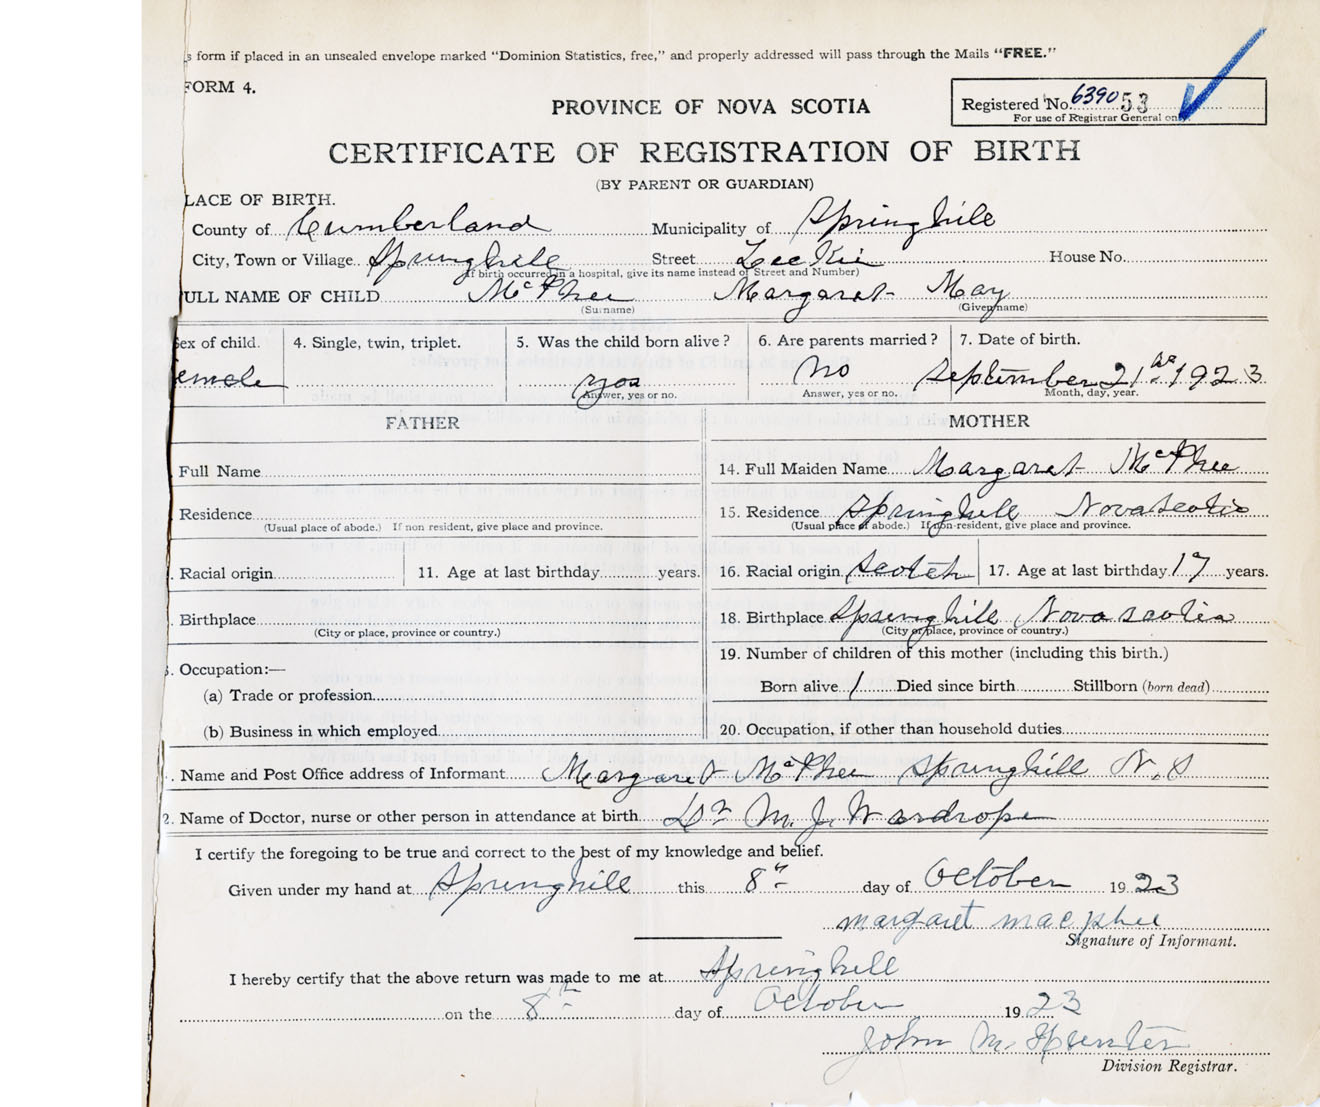 s form if placed in an unsealed envelope marked "Dominion Statistics, free," and properly addressed will pass through the Mails "FREE."
FORM 4.
PROVINCE OF NOVA SCOTIA
Registered No. 639053
For use of Registrar General only.
CERTIFICATE OF REGISTRATION OF BIRTH
(BY PARENT OR GUARDIAN)
LACE OF BIRTH.
County of Cumberland Municipality of Springhill
City, Town or Village Springhill Street LeeKie House No.
(If birth occurred in a hospital, give its name instead of Street and Number)
ULL NAME OF CHILD McPhee Margaret May
(Surname) (Given name)
Sex of child. 4. Single, twin, triplet. 5. Was the child born alive? 6. Are parents married? 7. Date of birth.
emale yes No September 21st 1923
Answer, yes or no. Answer, yes or no. Month, day, year.
FATHER MOTHER
Full Name 14. Full Maiden Name Margaret McPhee
Residence 15. Residence Springhill Nova Scotia
(Usual place of abode.) If non resident, give place and province. (Usual place of abode.) If non-resident, give place and province.
. Racial origin 11. Age at last birthday years. 16. Racial origin Scotch 17. Age at last birthday 17 years.
. Birthplace 18. Birthplace Springhill Nova scotia
(City or place, province or country.) (City or place, province or country.)
. Occupation:— 19. Number of children of this mother (including this birth.)
(a) Trade or profession Born alive 1 Died since birth Stillborn (born dead)
(b) Business in which employed 20. Occupation, if other than household duties
. Name and Post Office address of Informant Margaret McPhee Springhill N.S
2. Name of Doctor, nurse or other person in attendance at birth Dr M. J. Wardrope
I certify the foregoing to be true and correct to the best of my knowledge and belief.
Given under my hand at Springhill this 8th day of October 1923
margaret macphee
Signature of Informant.
I hereby certify that the above return was made to me at Springhill
on the 8th day of October 1923
John M. Hunter
Division Registrar.